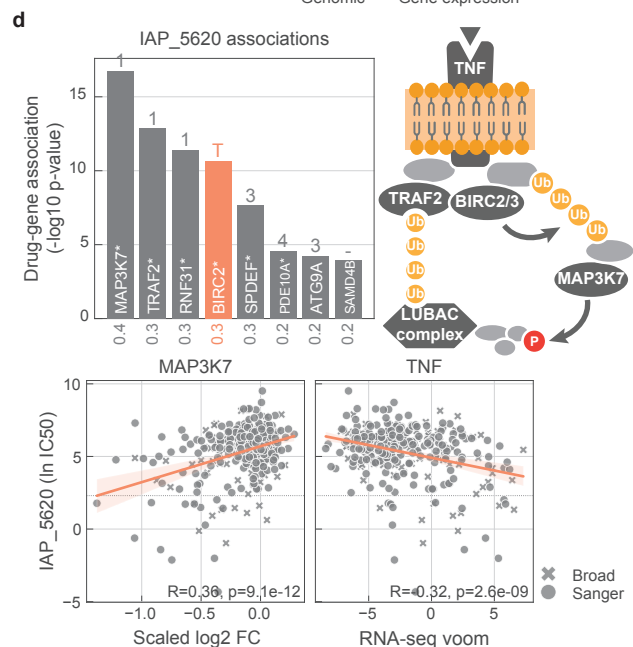 Genomic Gene expression
d
IAP_5620 associations
Drug-gene association
(-log10 p-value)
15
10
5
0
1
1
1
T
3
4
3
-
MAP3K7*
TRAF2*
RNF31*
BIRC2*
SPDEF*
PDE10A*
ATG9A
SAMD4B
0.4
0.3
0.3
0.3
0.3
0.2
0.2
0.2
TNF
TRAF2
BIRC2/3
Ub
Ub
Ub
Ub
Ub
Ub
Ub
Ub
MAP3K7
LUBAC
complex
P
MAP3K7
TNF
IAP_5620 (ln IC50)
10
5
0
−5
R=0.36, p=9.1e-12
R=-0.32, p=2.6e-09
−1.0
−0.5
0.0
−5
0
5
Scaled log2 FC
RNA-seq voom
Broad
Sanger